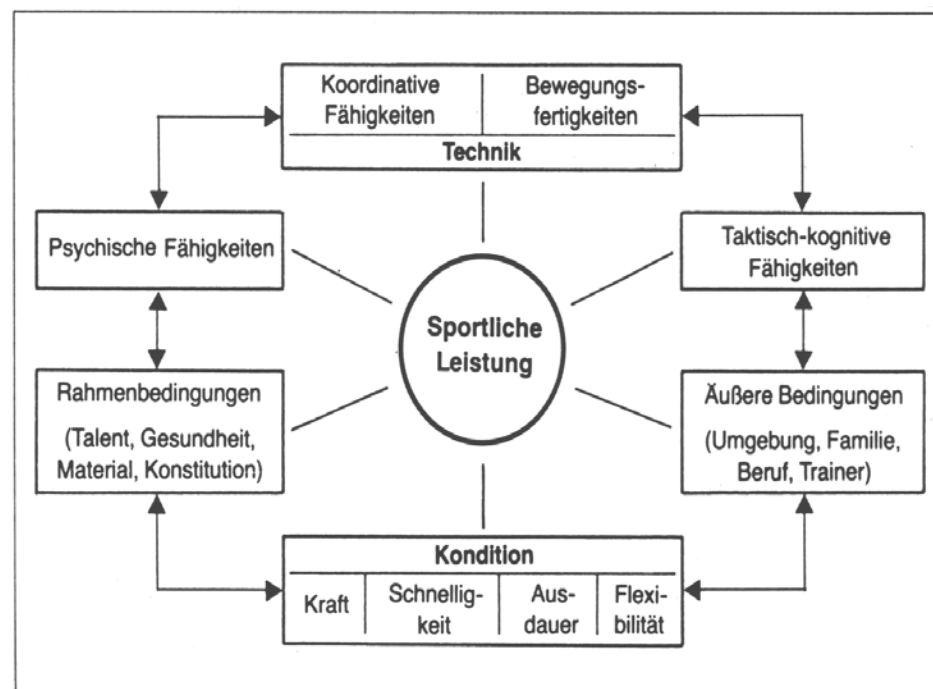 Koordinative
Fähigkeiten
Bewegungs-
fertigkeiten
Technik
Psychische Fähigkeiten
Taktisch-kognitive
Fähigkeiten
Sportliche
Leistung
Rahmenbedingungen
(Talent, Gesundheit,
Material, Konstitution)
Äußere Bedingungen
(Umgebung, Familie,
Beruf, Trainer)
Kondition
Kraft
Schnellig-
keit
Aus-
dauer
Flexi-
bilität